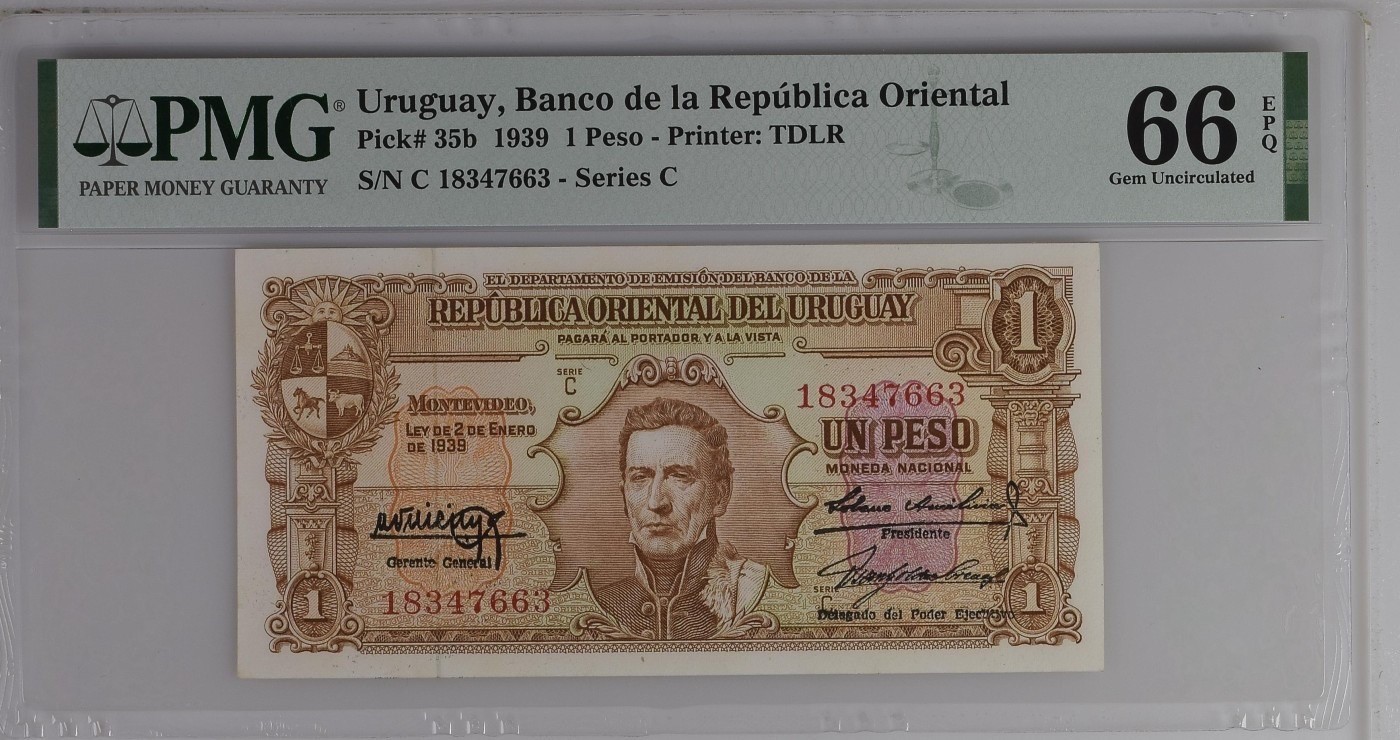 PMG®
PAPER MONEY GUARANTY
Uruguay, Banco de la República Oriental
Pick# 35b 1939 1 Peso - Printer: TDLR
S/N C 18347663 - Series C
66
EPQ
Gem Uncirculated
EL DEPARTAMENTO DE EMISIÓN DEL BANCO DE LA
REPÚBLICA ORIENTAL DEL URUGUAY
PAGARÁ AL PORTADOR Y A LA VISTA
1
SERIE
C
18347663
MONTEVIDEO,
LEY DE 2 DE ENERO
DE 1939
UN PESO
MONEDA NACIONAL
Presidente
Gerente General
SERIE
C
18347663
Delegado del Poder Ejecutivo
1
1